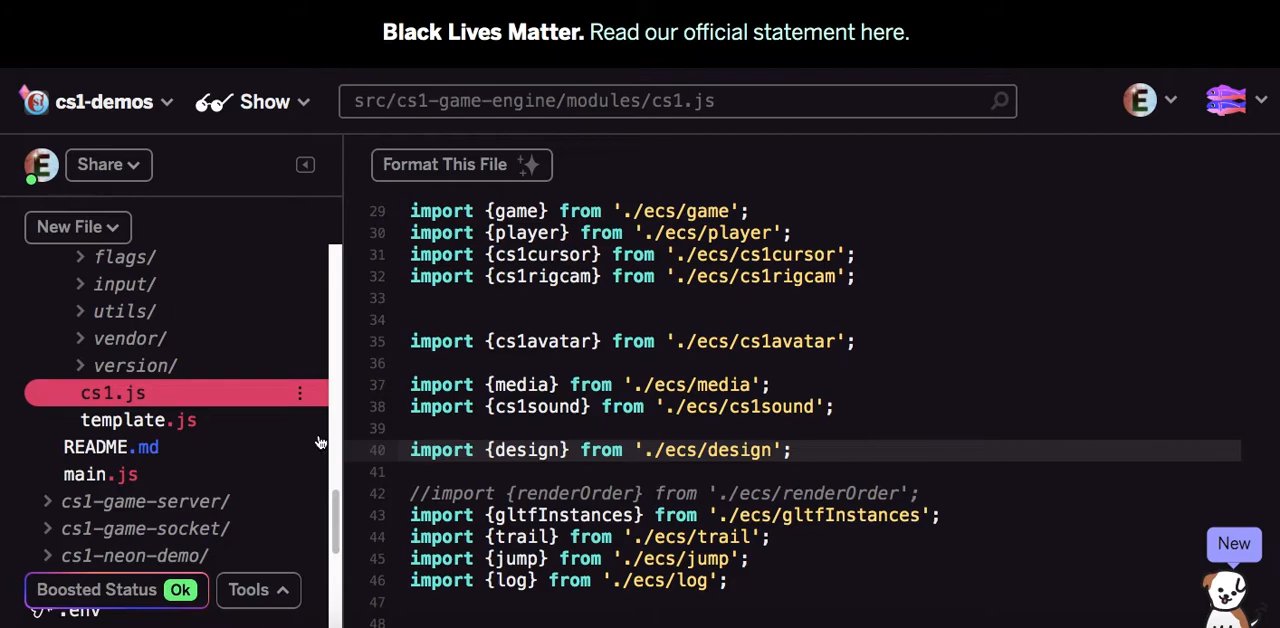 Black Lives Matter. Read our official statement here.
cs1-demos
Show
src/cs1-game-engine/modules/cs1.js
E
E
Share
Format This File
New File
flags/
input/
utils/
vendor/
version/
cs1.js
template.js
README.md
main.js
cs1-game-server/
cs1-game-socket/
cs1-neon-demo/
Boosted Status Ok
Tools
.env
29 import {game} from './ecs/game';
30 import {player} from './ecs/player';
31 import {cs1cursor} from './ecs/cs1cursor';
32 import {cs1rigcam} from './ecs/cs1rigcam';
33
34
35 import {cs1avatar} from './ecs/cs1avatar';
36
37 import {media} from './ecs/media';
38 import {cs1sound} from './ecs/cs1sound';
39
40 import {design} from './ecs/design';
41
42 //import {renderOrder} from './ecs/renderOrder';
43 import {gltfInstances} from './ecs/gltfInstances';
44 import {trail} from './ecs/trail';
45 import {jump} from './ecs/jump';
46 import {log} from './ecs/log';
47
48
New